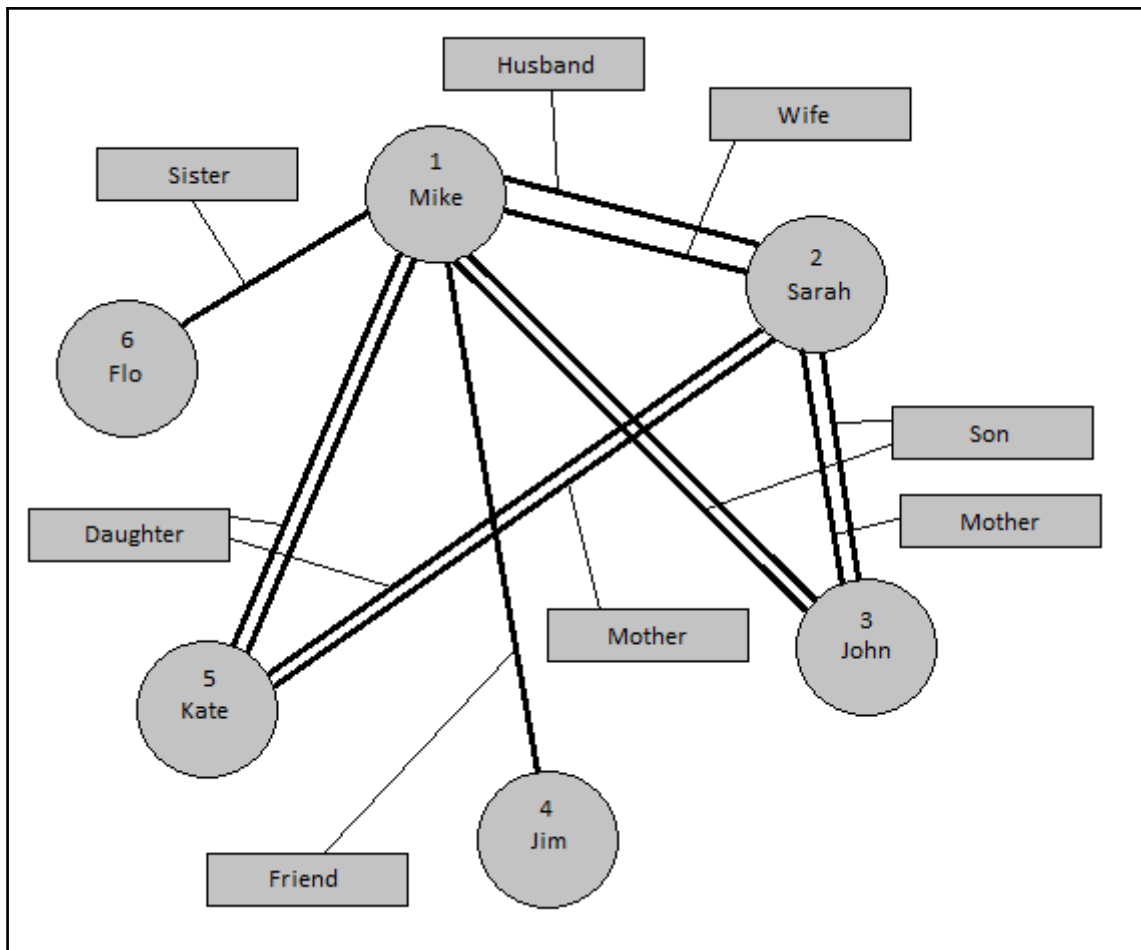 Husband
Wife
1
Mike
Sister
2
Sarah
6
Flo
Son
Daughter
Mother
Mother
3
John
5
Kate
4
Jim
Friend